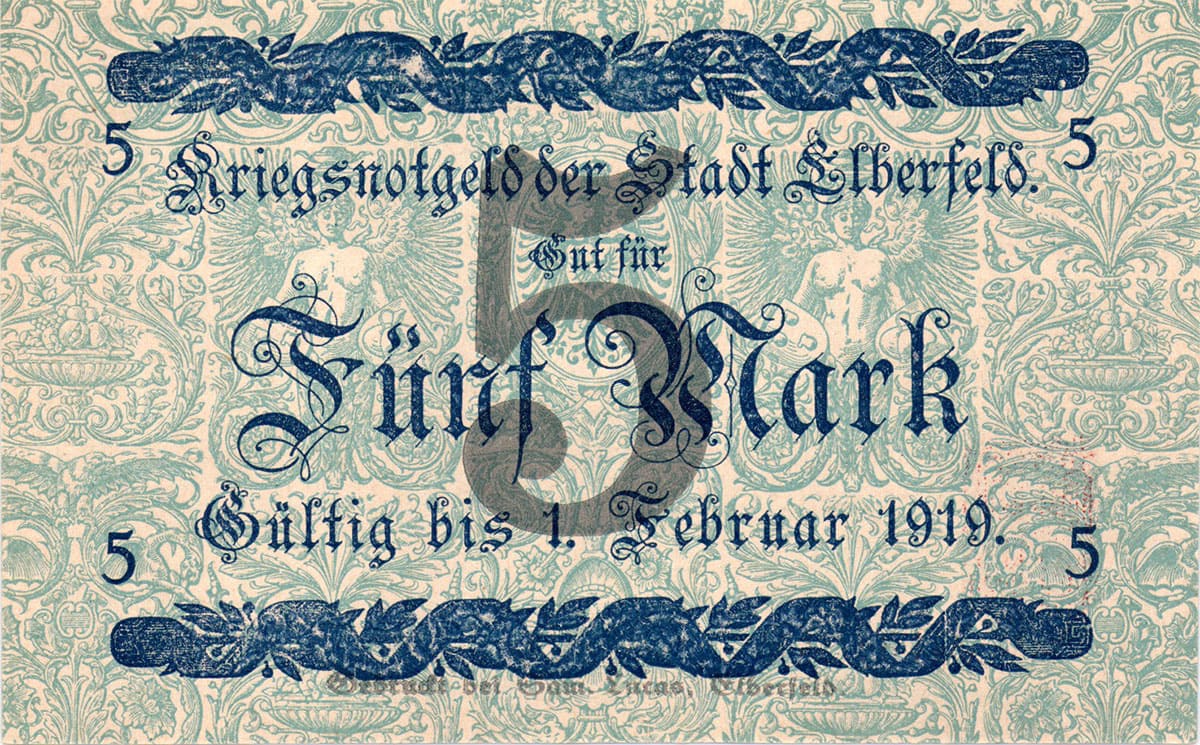 5
5
Kriegsnotgeld der Stadt Elberfeld.
Gut für
5
Fünf Mark
Gültig bis 1. Februar 1919.
5
5
Gedruckt bei Sam. Lucas, Elberfeld.